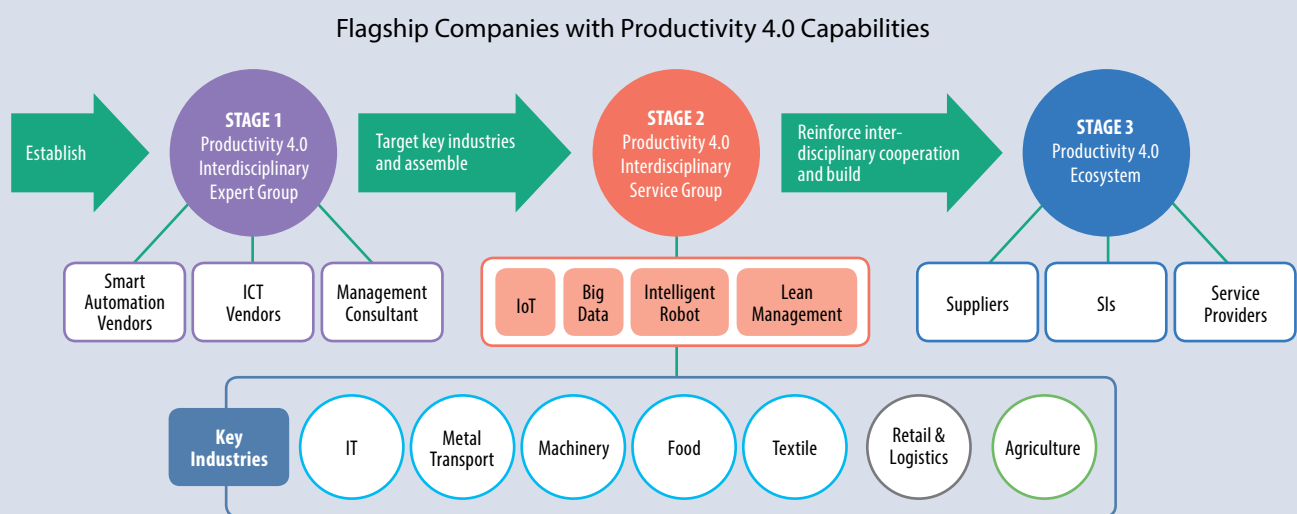 Flagship Companies with Productivity 4.0 Capabilities
Establish
STAGE 1
Productivity 4.0
Interdisciplinary
Expert Group
Target key industries
and assemble
STAGE 2
Productivity 4.0
Interdisciplinary
Service Group
Reinforce inter-
disciplinary cooperation
and build
STAGE 3
Productivity 4.0
Ecosystem
Smart
Automation
Vendors
ICT
Vendors
Management
Consultant
IoT
Big
Data
Intelligent
Robot
Lean
Management
Suppliers
SIs
Service
Providers
Key
Industries
IT
Metal
Transport
Machinery
Food
Textile
Retail &
Logistics
Agriculture